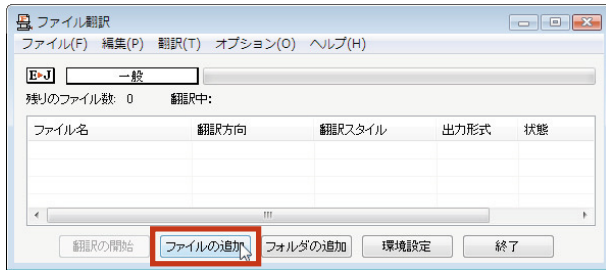 ファイル翻訳
ファイル(F) 編集(P) 翻訳(T) オプション(O) ヘルプ(H)
E▸J 一般
残りのファイル数: 0 翻訳中:
ファイル名 翻訳方向 翻訳スタイル 出力形式 状態
翻訳の開始 ファイルの追加 フォルダの追加 環境設定 終了